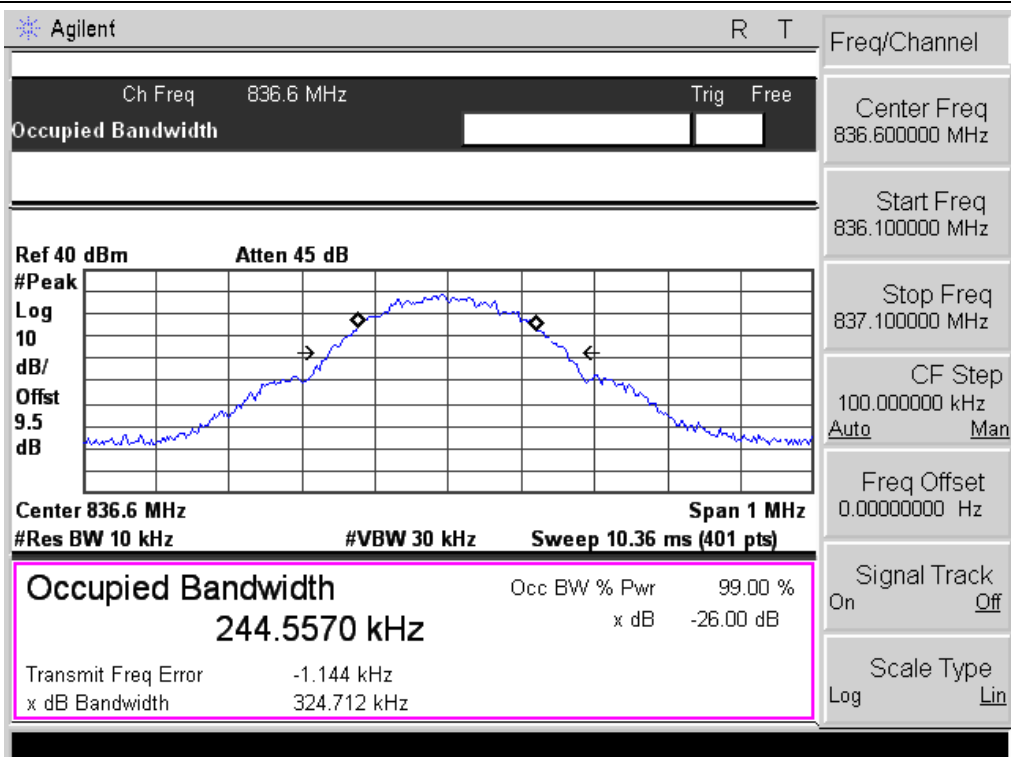 Agilent R T
Ch Freq 836.6 MHz Trig Free
Occupied Bandwidth
Ref 40 dBm Atten 45 dB
#Peak
Log
10
dB/
Offst
9.5
dB
Center 836.6 MHz Span 1 MHz
#Res BW 10 kHz #VBW 30 kHz Sweep 10.36 ms (401 pts)
Occupied Bandwidth Occ BW % Pwr 99.00 %
244.5570 kHz x dB -26.00 dB
Transmit Freq Error -1.144 kHz
x dB Bandwidth 324.712 kHz
Freq/Channel
Center Freq
836.600000 MHz
Start Freq
836.100000 MHz
Stop Freq
837.100000 MHz
CF Step
100.000000 kHz
Auto Man
Freq Offset
0.00000000 Hz
Signal Track
On Off
Scale Type
Log Lin